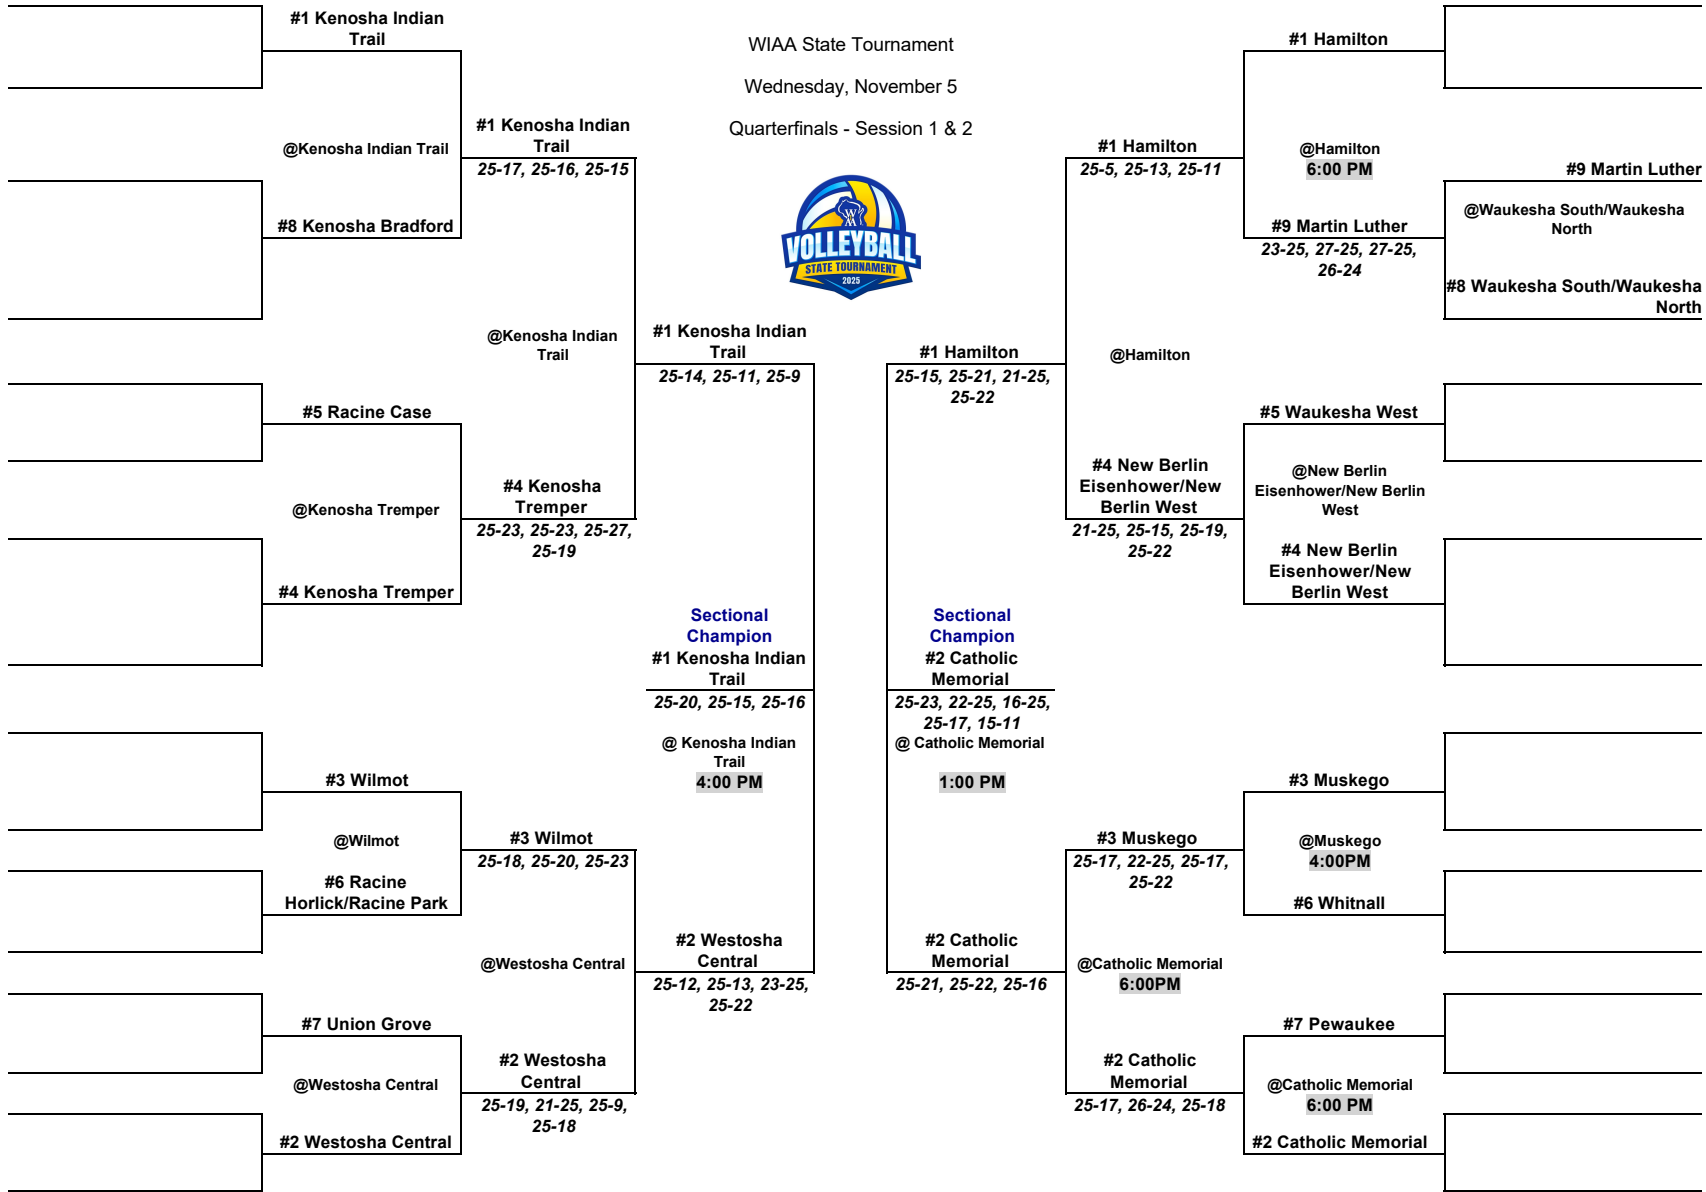 #1 Kenosha Indian
Trail
@Kenosha Indian Trail
#8 Kenosha Bradford
#5 Racine Case
@Kenosha Tremper
#4 Kenosha Tremper
#3 Wilmot
@Wilmot
#6 Racine
Horlick/Racine Park
#7 Union Grove
@Westosha Central
#2 Westosha Central
#1 Kenosha Indian
Trail
25-17, 25-16, 25-15
@Kenosha Indian
Trail
#4 Kenosha
Tremper
25-23, 25-23, 25-27,
25-19
#3 Wilmot
25-18, 25-20, 25-23
@Westosha Central
#2 Westosha
Central
25-19, 21-25, 25-9,
25-18
#1 Kenosha Indian
Trail
25-14, 25-11, 25-9
Sectional
Champion
#1 Kenosha Indian
Trail
25-20, 25-15, 25-16
@ Kenosha Indian
Trail
4:00 PM
#2 Westosha
Central
25-12, 25-13, 23-25,
25-22
WIAA State Tournament
Wednesday, November 5
Quarterfinals - Session 1 & 2
WIAA
VOLLEYBALL
STATE TOURNAMENT
2025
#1 Hamilton
25-15, 25-21, 21-25,
25-22
Sectional
Champion
#2 Catholic
Memorial
25-23, 22-25, 16-25,
25-17, 15-11
@ Catholic Memorial
1:00 PM
#2 Catholic
Memorial
25-21, 25-22, 25-16
#1 Hamilton
25-5, 25-13, 25-11
@Hamilton
#4 New Berlin
Eisenhower/New
Berlin West
21-25, 25-15, 25-19,
25-22
#3 Muskego
25-17, 22-25, 25-17,
25-22
@Catholic Memorial
6:00PM
#2 Catholic
Memorial
25-17, 26-24, 25-18
#1 Hamilton
@Hamilton
6:00 PM
#9 Martin Luther
23-25, 27-25, 27-25,
26-24
#5 Waukesha West
@New Berlin
Eisenhower/New Berlin
West
#4 New Berlin
Eisenhower/New
Berlin West
#3 Muskego
@Muskego
4:00PM
#6 Whitnall
#7 Pewaukee
@Catholic Memorial
6:00 PM
#2 Catholic Memorial
#9 Martin Luther
@Waukesha South/Waukesha
North
#8 Waukesha South/Waukesha
North